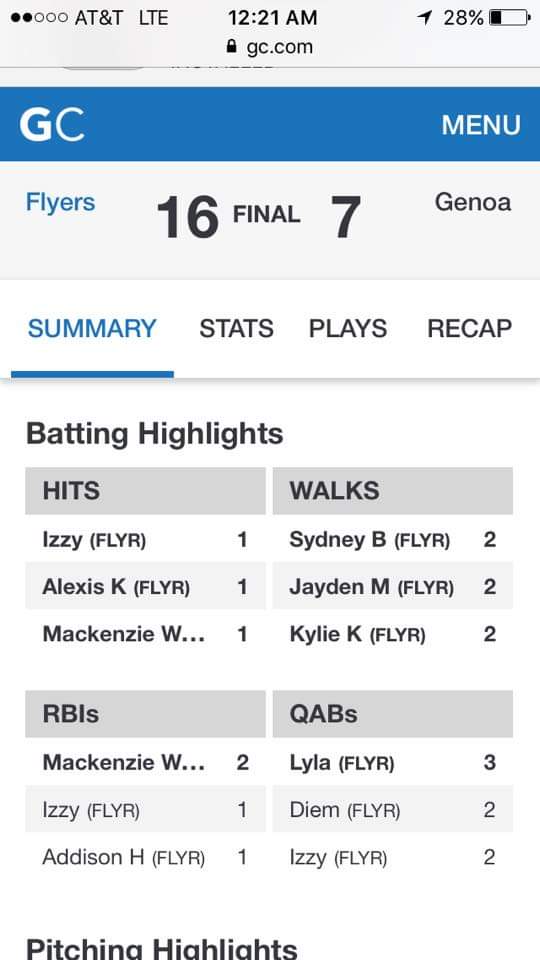 AT&T LTE 12:21 AM 28%
gc.com
GC MENU
Flyers 16 FINAL 7 Genoa
SUMMARY STATS PLAYS RECAP
Batting Highlights
HITS WALKS
Izzy (FLYR) 1 Sydney B (FLYR) 2
Alexis K (FLYR) 1 Jayden M (FLYR) 2
Mackenzie W... 1 Kylie K (FLYR) 2
RBIs QABs
Mackenzie W... 2 Lyla (FLYR) 3
Izzy (FLYR) 1 Diem (FLYR) 2
Addison H (FLYR) 1 Izzy (FLYR) 2
Pitching Highlights